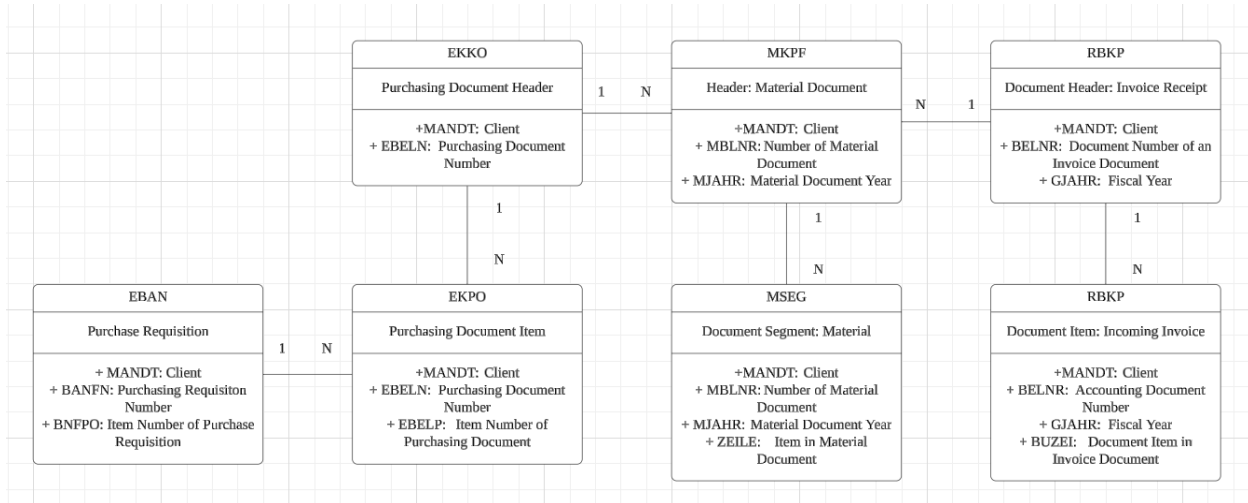 EKKO
Purchasing Document Header
+MANDT: Client
+ EBELN: Purchasing Document
Number
1 N
MKPF
Header: Material Document
+MANDT: Client
+ MBLNR: Number of Material
Document
+ MJAHR: Material Document Year
N 1
RBKP
Document Header: Invoice Receipt
+MANDT: Client
+ BELNR: Document Number of an
Invoice Document
+ GJAHR: Fiscal Year
1
N
1
N
1
N
EBAN
Purchase Requisition
+ MANDT: Client
+ BANFN: Purchasing Requisiton
Number
+ BNFPO: Item Number of Purchase
Requisition
1 N
EKPO
Purchasing Document Item
+MANDT: Client
+ EBELN: Purchasing Document
Number
+ EBELP: Item Number of
Purchasing Document
MSEG
Document Segment: Material
+MANDT: Client
+ MBLNR: Number of Material
Document
+ MJAHR: Material Document Year
+ ZEILE: Item in Material
Document
RBKP
Document Item: Incoming Invoice
+MANDT: Client
+ BELNR: Accounting Document
Number
+ GJAHR: Fiscal Year
+ BUZEI: Document Item in
Invoice Document